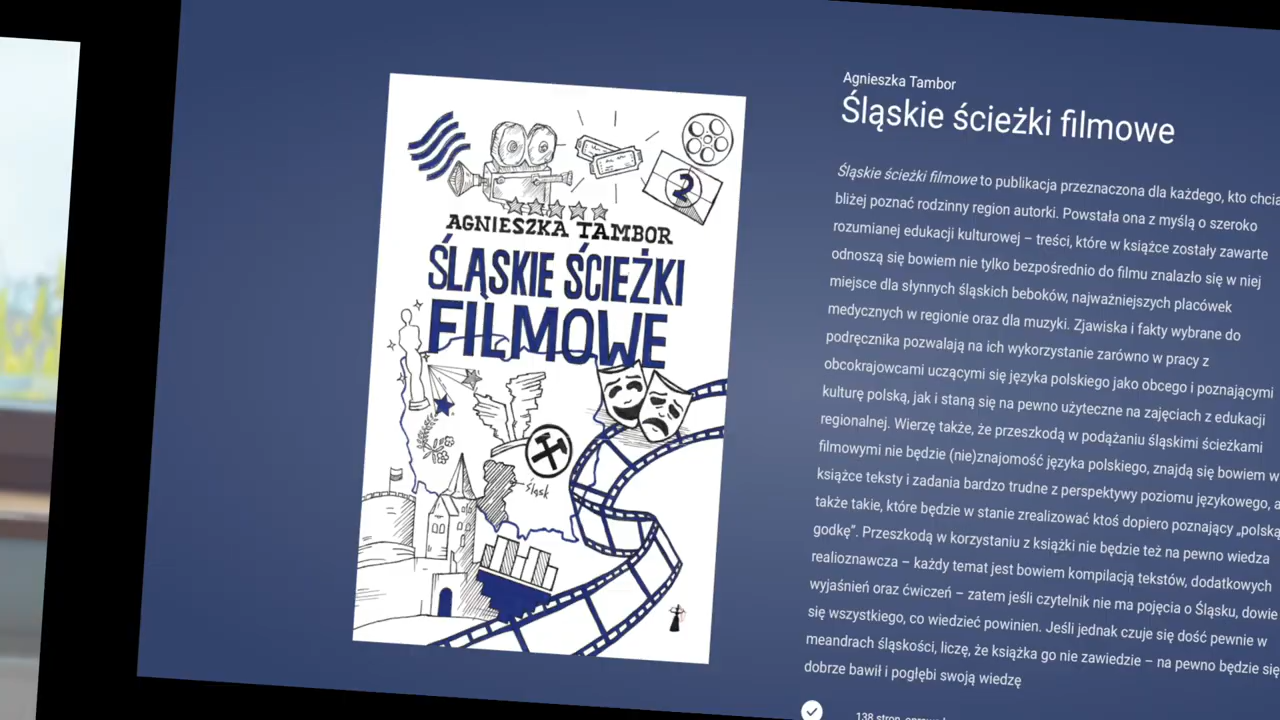 AGNIESZKA TAMBOR
ŚLĄSKIE ŚCIEŻKI
FILMOWE
2
śląsk
Agnieszka Tambor
Śląskie ścieżki filmowe
Śląskie ścieżki filmowe to publikacja przeznaczona dla każdego, kto
bliżej poznać rodzinny region autorki. Powstała ona z myślą o szeroko
rozumianej edukacji kulturowej – treści, które w książce zostały zawarte
odnoszą się bowiem nie tylko bezpośrednio do filmu znalazło się w niej
miejsce dla słynnych śląskich beboków, najważniejszych placówek
medycznych w regionie oraz dla muzyki. Zjawiska i fakty wybrane do
podręcznika pozwalają na ich wykorzystanie zarówno w pracy z
obcokrajowcami uczącymi się języka polskiego jako obcego i poznającymi
kulturę polską, jak i staną się na pewno użyteczne na zajęciach z edukacji
regionalnej. Wierzę także, że przeszkodą w podążaniu śląskimi ścieżkami
filmowymi nie będzie (nie)znajomość języka polskiego, znajdą się bowiem w
książce teksty i zadania bardzo trudne z perspektywy poziomu językowego, a
także takie, które będzie w stanie zrealizować ktoś dopiero poznający „polską
godkę”. Przeszkodą w korzystaniu z książki nie będzie też na pewno wiedza
realioznawcza – każdy temat jest bowiem kompilacją tekstów, dodatkowych
wyjaśnień oraz ćwiczeń – zatem jeśli czytelnik nie ma pojęcia o Śląsku, dowie
się wszystkiego, co wiedzieć powinien. Jeśli jednak czuje się dość pewnie w
meandrach śląskości, liczę, że książka go nie zawiedzie – na pewno będzie się
dobrze bawił i pogłębi swoją wiedzę
138 stron